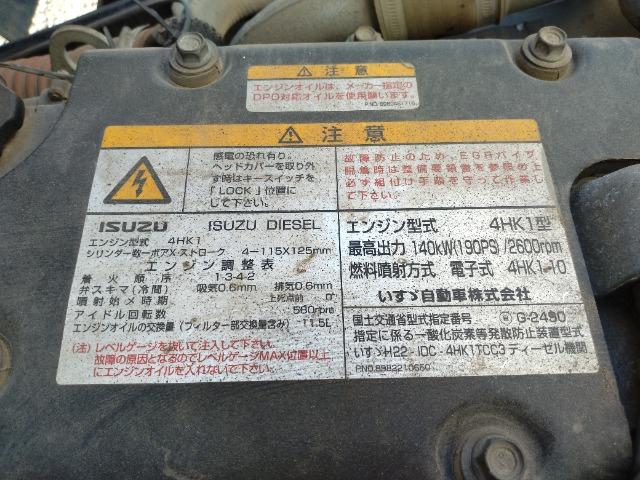 注意
エンジンオイルは、メーカー指定の
DPD対応オイルを使用願います。
注意
感電の恐れ有り。
ヘッドカバーを取り外
す時はキースイッチを
「LOCK」位置に
して下さい。
故障防止のため、EGRパイプ
脱着時は整備要領書を参照の上
必ず組付け手順を守って作業し
て下さい。
ISUZU ISUZU DIESEL
エンジン型式 4HK1
シリンダー数-ボアXストローク 4-115X125mm
エンジン調整表
着火順序 1-3-4-2
弁スキマ(冷間) 吸気0.6mm 排気0.6mm
噴射始メ時期 上死点前 0°
アイドル回転数 560rpm
エンジンオイルの交換量(フィルター部交換量含み) 11.5L
(注)レベルゲージを抜いて注入して下さい。
故障の原因となるのでレベルゲージMAX位置以上
にエンジンオイルを入れないで下さい。
エンジン型式 4HK1型
最高出力 140kW(190PS)/2600rpm
燃料噴射方式 電子式 4HK1-10
いすゞ自動車株式会社
国土交通省型式指定番号 G-2490
指定に係る一酸化炭素等発散防止装置型式
いすゞH22-IDC-4HK1TCC3ディーゼル機関
P.NO.8982210650